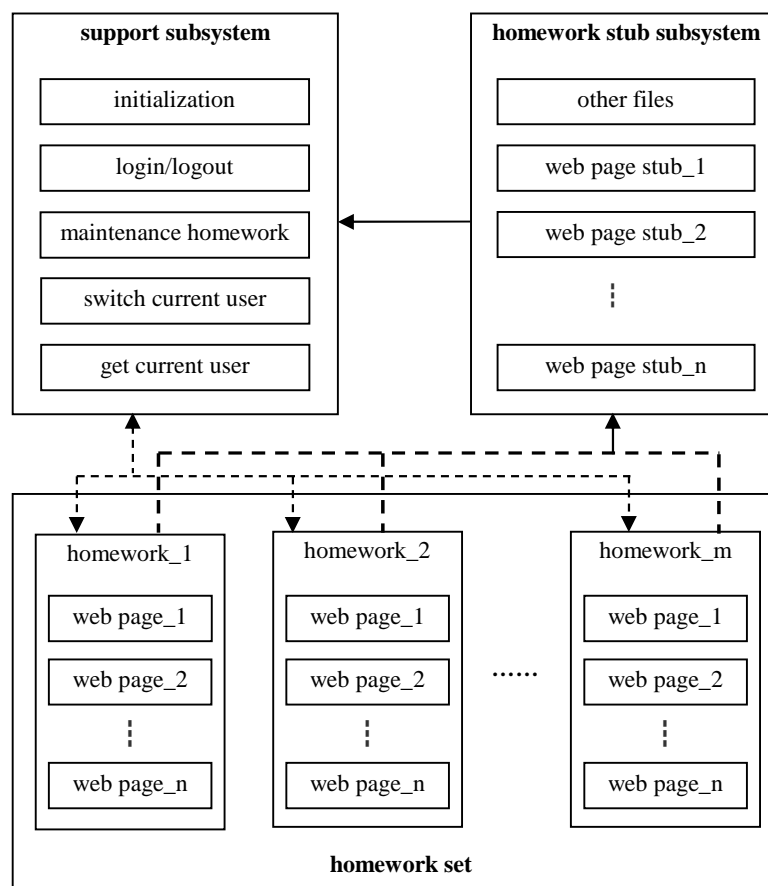 support subsystem
initialization
login/logout
maintenance homework
switch current user
get current user
homework stub subsystem
other files
web page stub_1
web page stub_2
web page stub_n
homework_1
web page_1
web page_2
web page_n
homework_2
web page_1
web page_2
web page_n
......
homework_m
web page_1
web page_2
web page_n
homework set